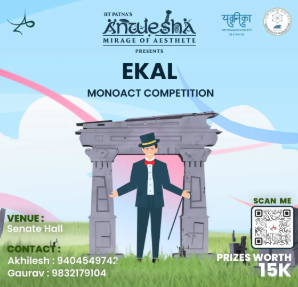 IIT PATNA'S
Anwesha
MIRAGE OF AESTHETE
PRESENTS
यवनिका
EKAL
MONOACT COMPETITION
SCAN ME
VENUE :
Senate Hall
CONTACT :
Akhilesh : 9404549742
Gaurav : 9832179104
PRIZES WORTH
15K